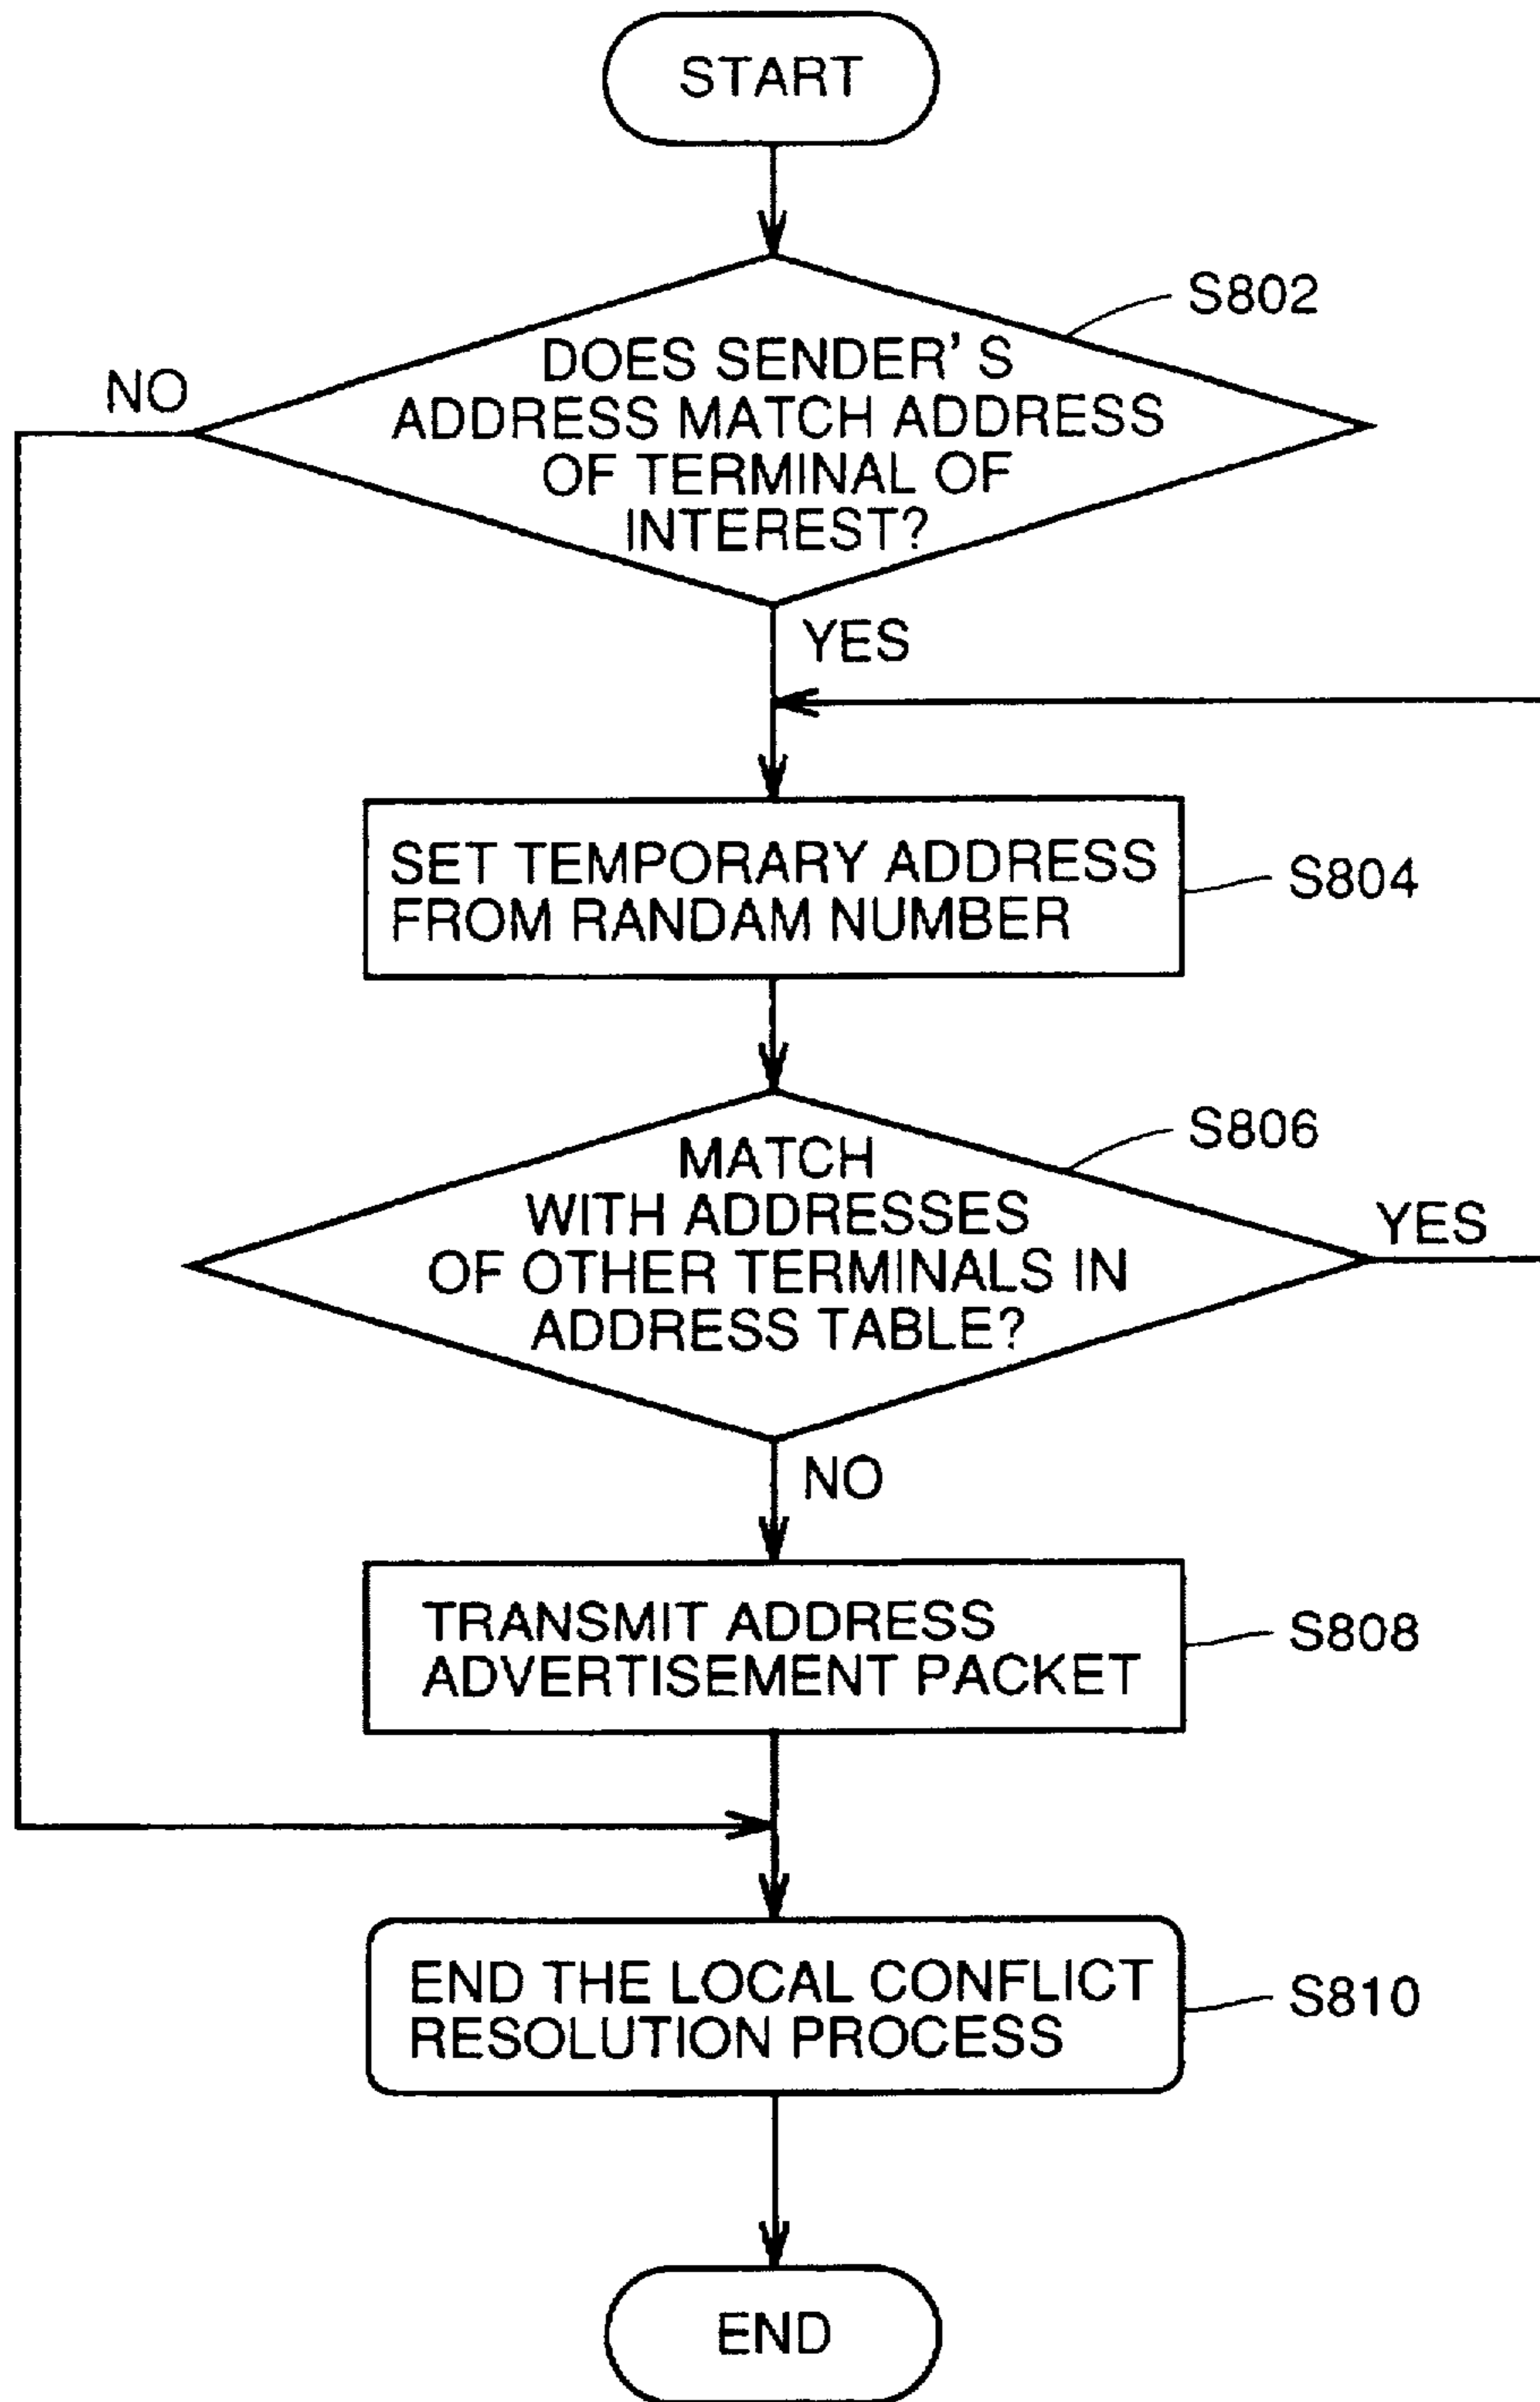 START
S802
DOES SENDER'S
NO
ADDRESS MATCH ADDRESS
OF TERMINAL OF
INTEREST?
YES
SET TEMPORARY ADDRESS
FROM RANDAM NUMBER
S804
S806
MATCH
WITH ADDRESSES
YES
OF OTHER TERMINALS IN
ADDRESS TABLE?
NO
TRANSMIT ADDRESS
ADVERTISEMENT PACKET
S808
END THE LOCAL CONFLICT
RESOLUTION PROCESS
S810
END